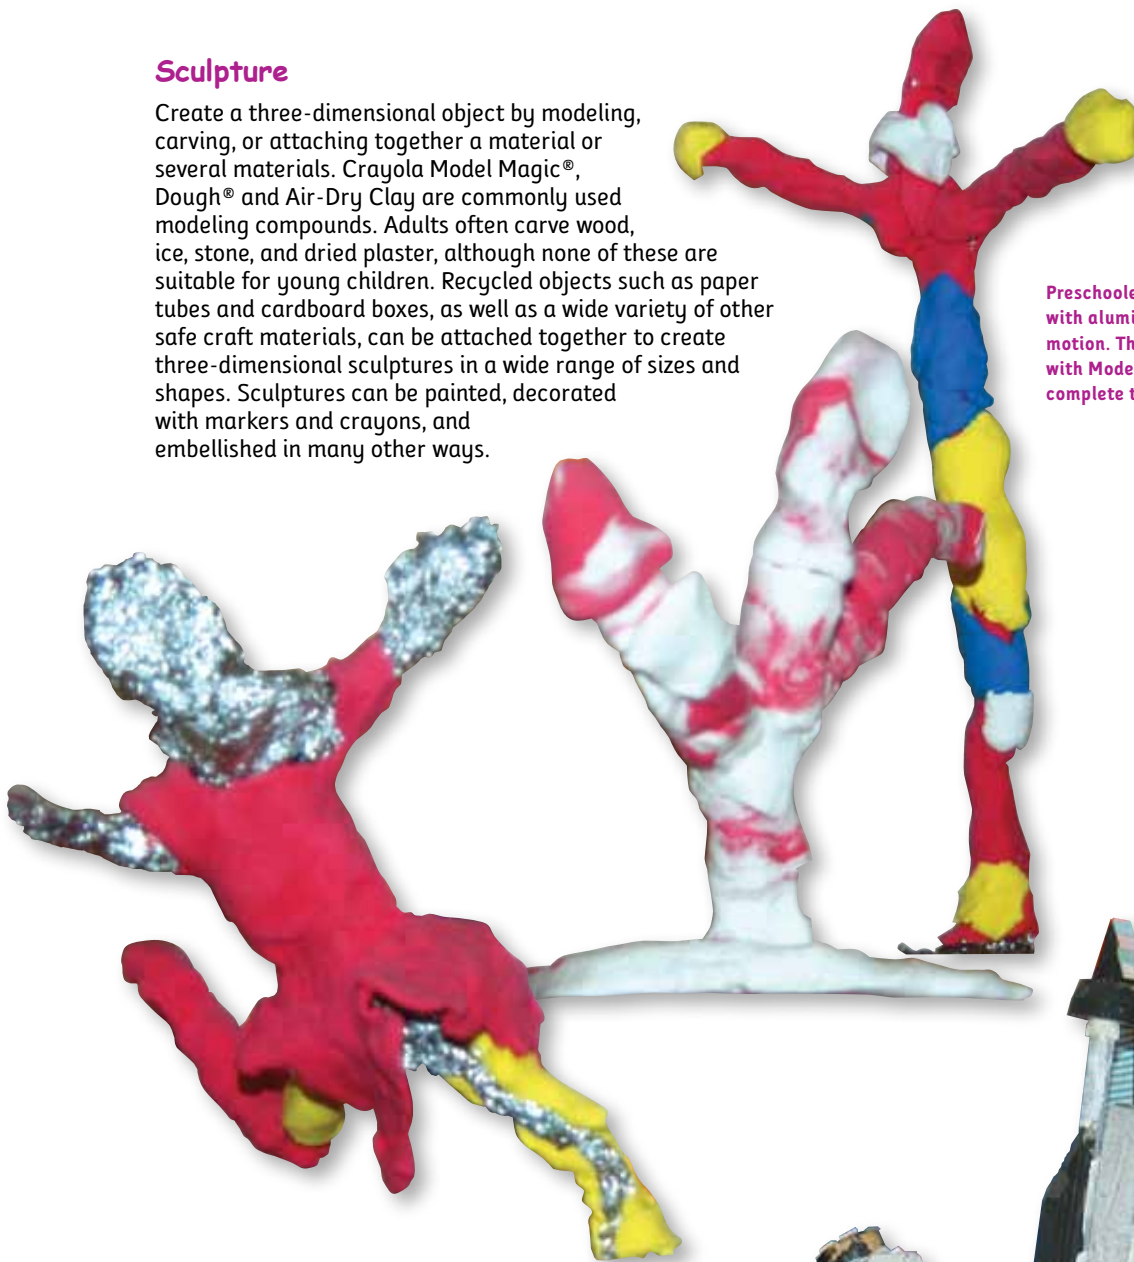 Sculpture
Create a three-dimensional object by modeling,
carving, or attaching together a material or
several materials. Crayola Model Magic®,
Dough® and Air-Dry Clay are commonly used
modeling compounds. Adults often carve wood,
ice, stone, and dried plaster, although none of these are
suitable for young children. Recycled objects such as paper
tubes and cardboard boxes, as well as a wide variety of other
safe craft materials, can be attached together to create
three-dimensional sculptures in a wide range of sizes and
shapes. Sculptures can be painted, decorated
with markers and crayons, and
embellished in many other ways.
with
motion.
with
complete